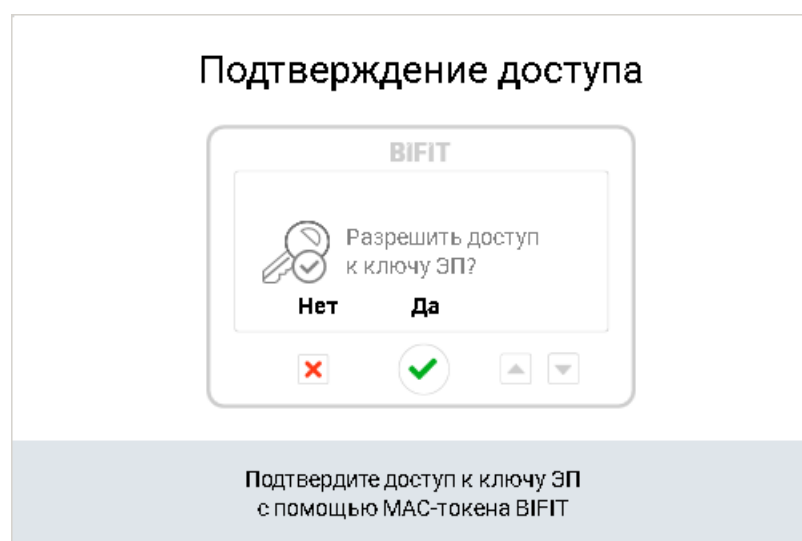 Подтверждение доступа
BIFIT
Разрешить доступ
к ключу ЭП?
Нет Да
Подтвердите доступ к ключу ЭП
с помощью MAC-токена BIFIT